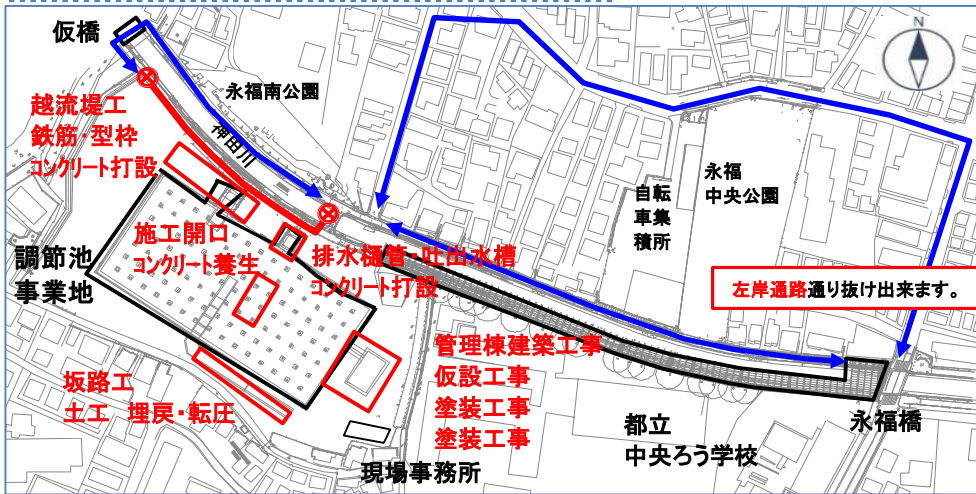 仮橋
N
永福南公園
越流堤工
鉄筋・型枠
コンクリート打設
神田川
永福
中央公園
自転
車集
積所
施工開口
コンクリート養生
排水樋管・吐出水槽
コンクリート打設
調節池
事業地
左岸通路通り抜け出来ます。
管理棟建築工事
仮設工事
塗装工事
塗装工事
坂路工
土工 埋戻・転圧
都立
中央ろう学校
永福橋
現場事務所